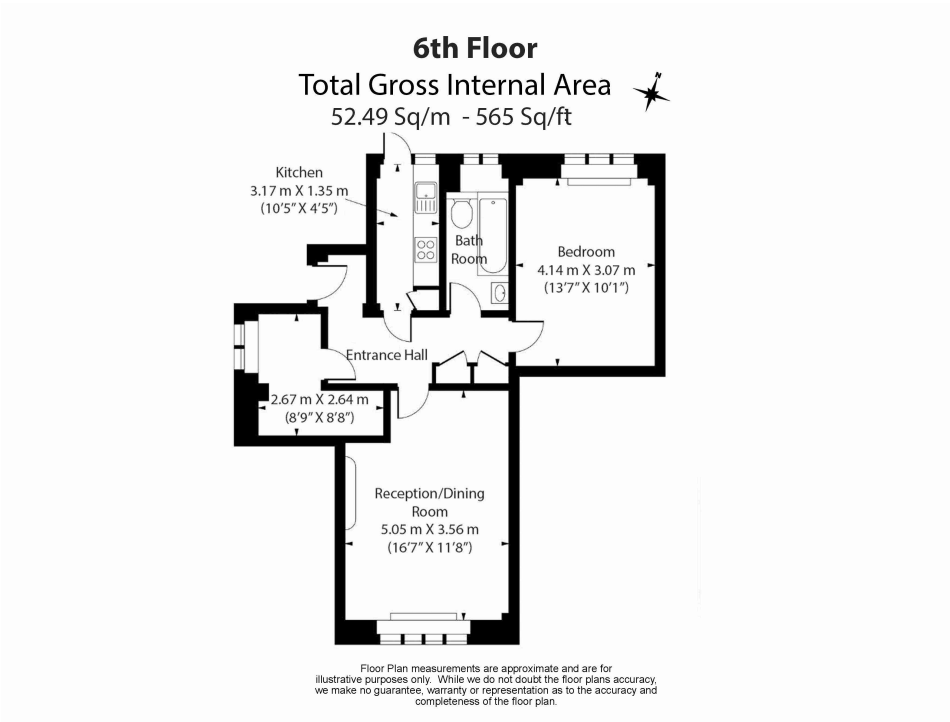 6th Floor
Total Gross Internal Area
52.49 Sq/m - 565 Sq/ft
N
Kitchen
3.17 m X 1.35 m
(10'5" X 4'5")
Bath
Room
Bedroom
4.14 m X 3.07 m
(13'7" X 10'1")
Entrance Hall
2.67 m X 2.64 m
(8'9" X 8'8")
Reception/Dining
Room
5.05 m X 3.56 m
(16'7" X 11'8")
Floor Plan measurements are approximate and are for
illustrative purposes only. While we do not doubt the floor plans accuracy,
we make no guarantee, warranty or representation as to the accuracy and
completeness of the floor plan.